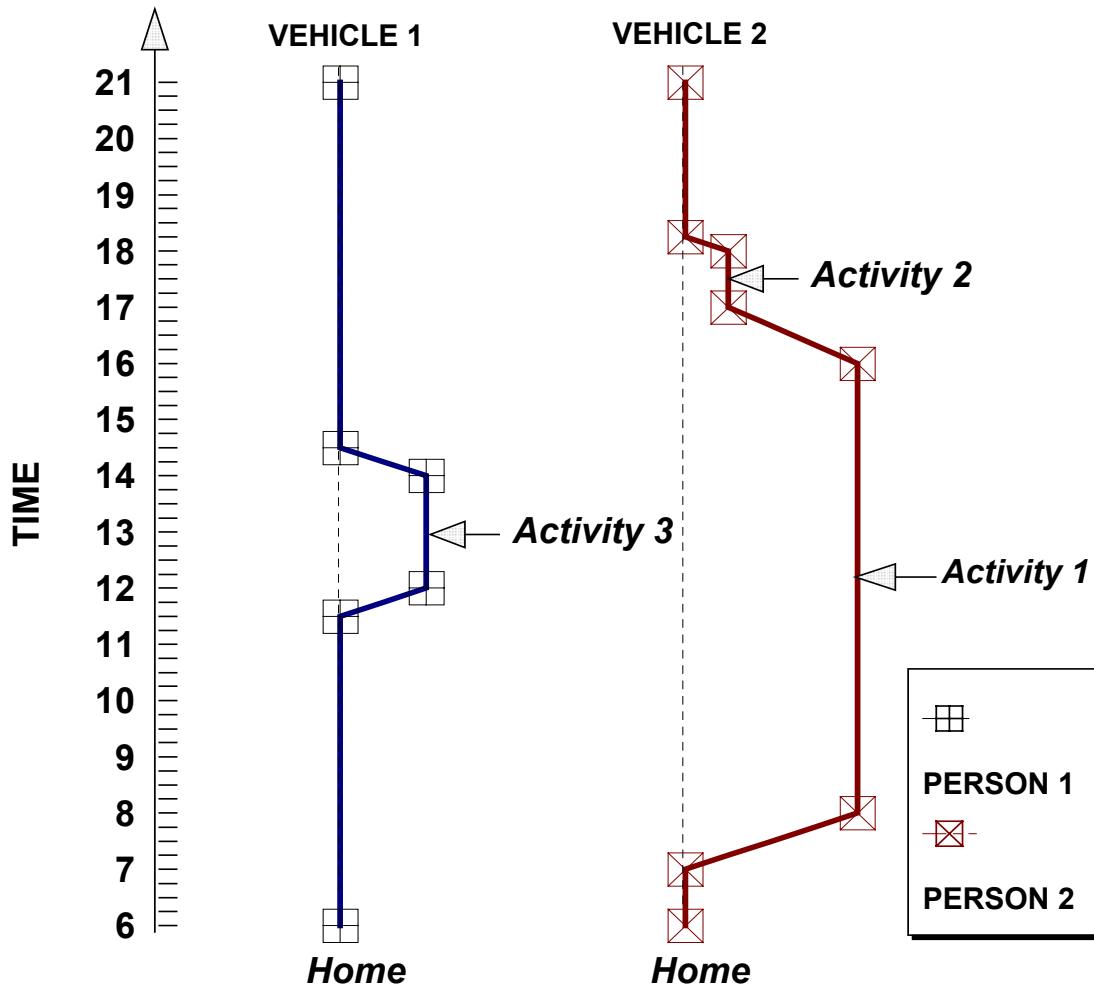 VEHICLE 1
VEHICLE 2
21
20
19
18
17
16
15
14
13
12
11
10
9
8
7
6
TIME
Activity 2
Activity 3
Activity 1
PERSON 1
PERSON 2
Home
Home